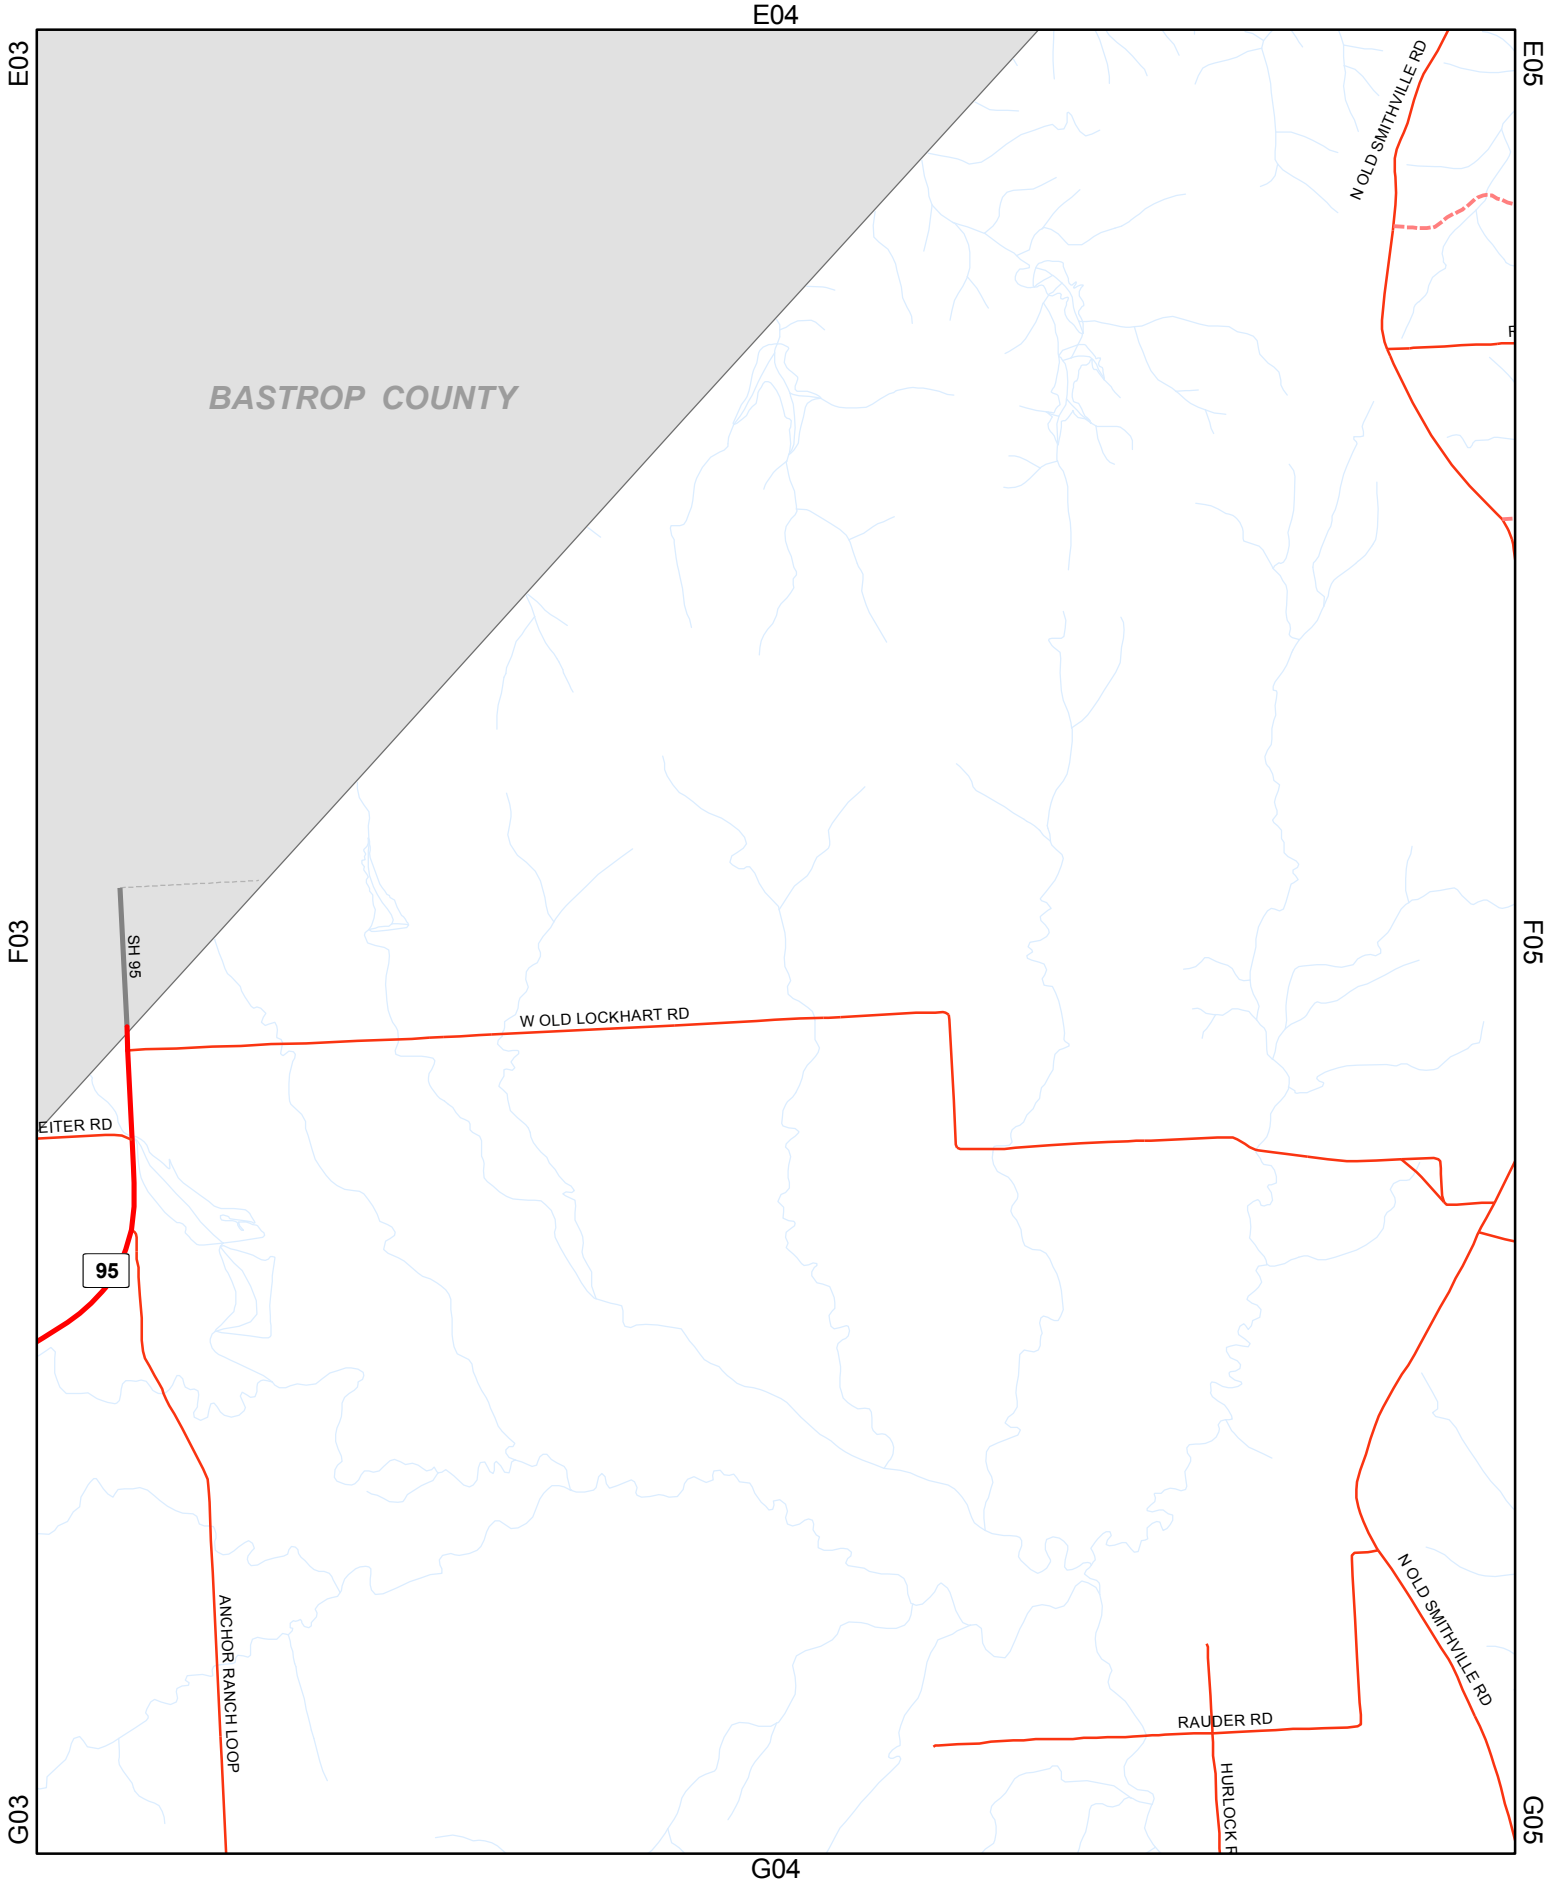 E04
E03
E05
N OLD SMITHVILLE RD
BASTROP COUNTY
F03
F05
SH 95
W OLD LOCKHART RD
EITER RD
95
ANCHOR RANCH LOOP
N OLD SMITHVILLE RD
RAUDER RD
HURLOCK R
G03
G05
G04